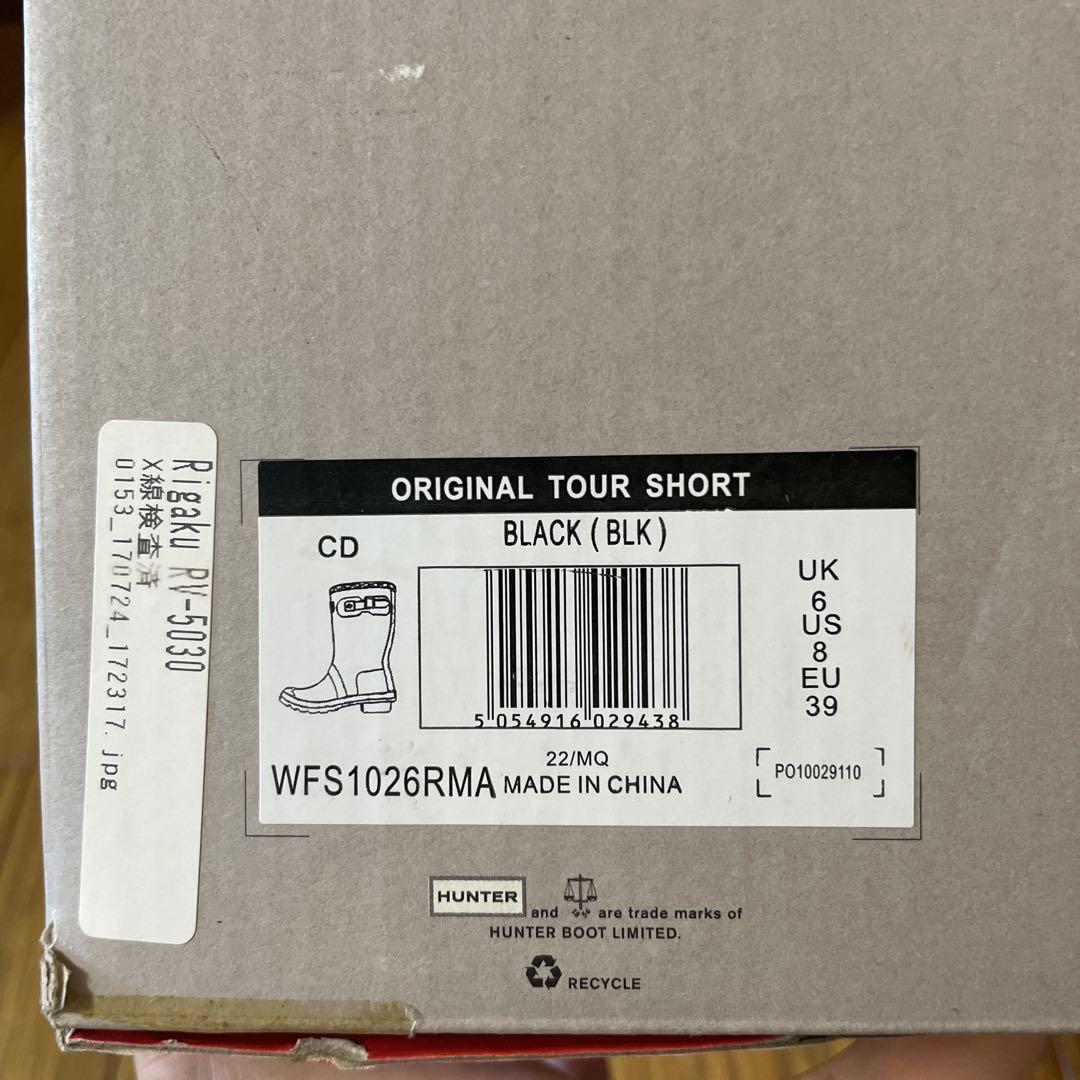 Rigaku RV-5030
X線検査済
0153_170724_172317.jpg
ORIGINAL TOUR SHORT
BLACK (BLK)
CD
UK
6
US
8
EU
39
5 054916 029438
22/MQ
WFS1026RMA MADE IN CHINA
PO10029110
HUNTER and are trade marks of
HUNTER BOOT LIMITED.
RECYCLE